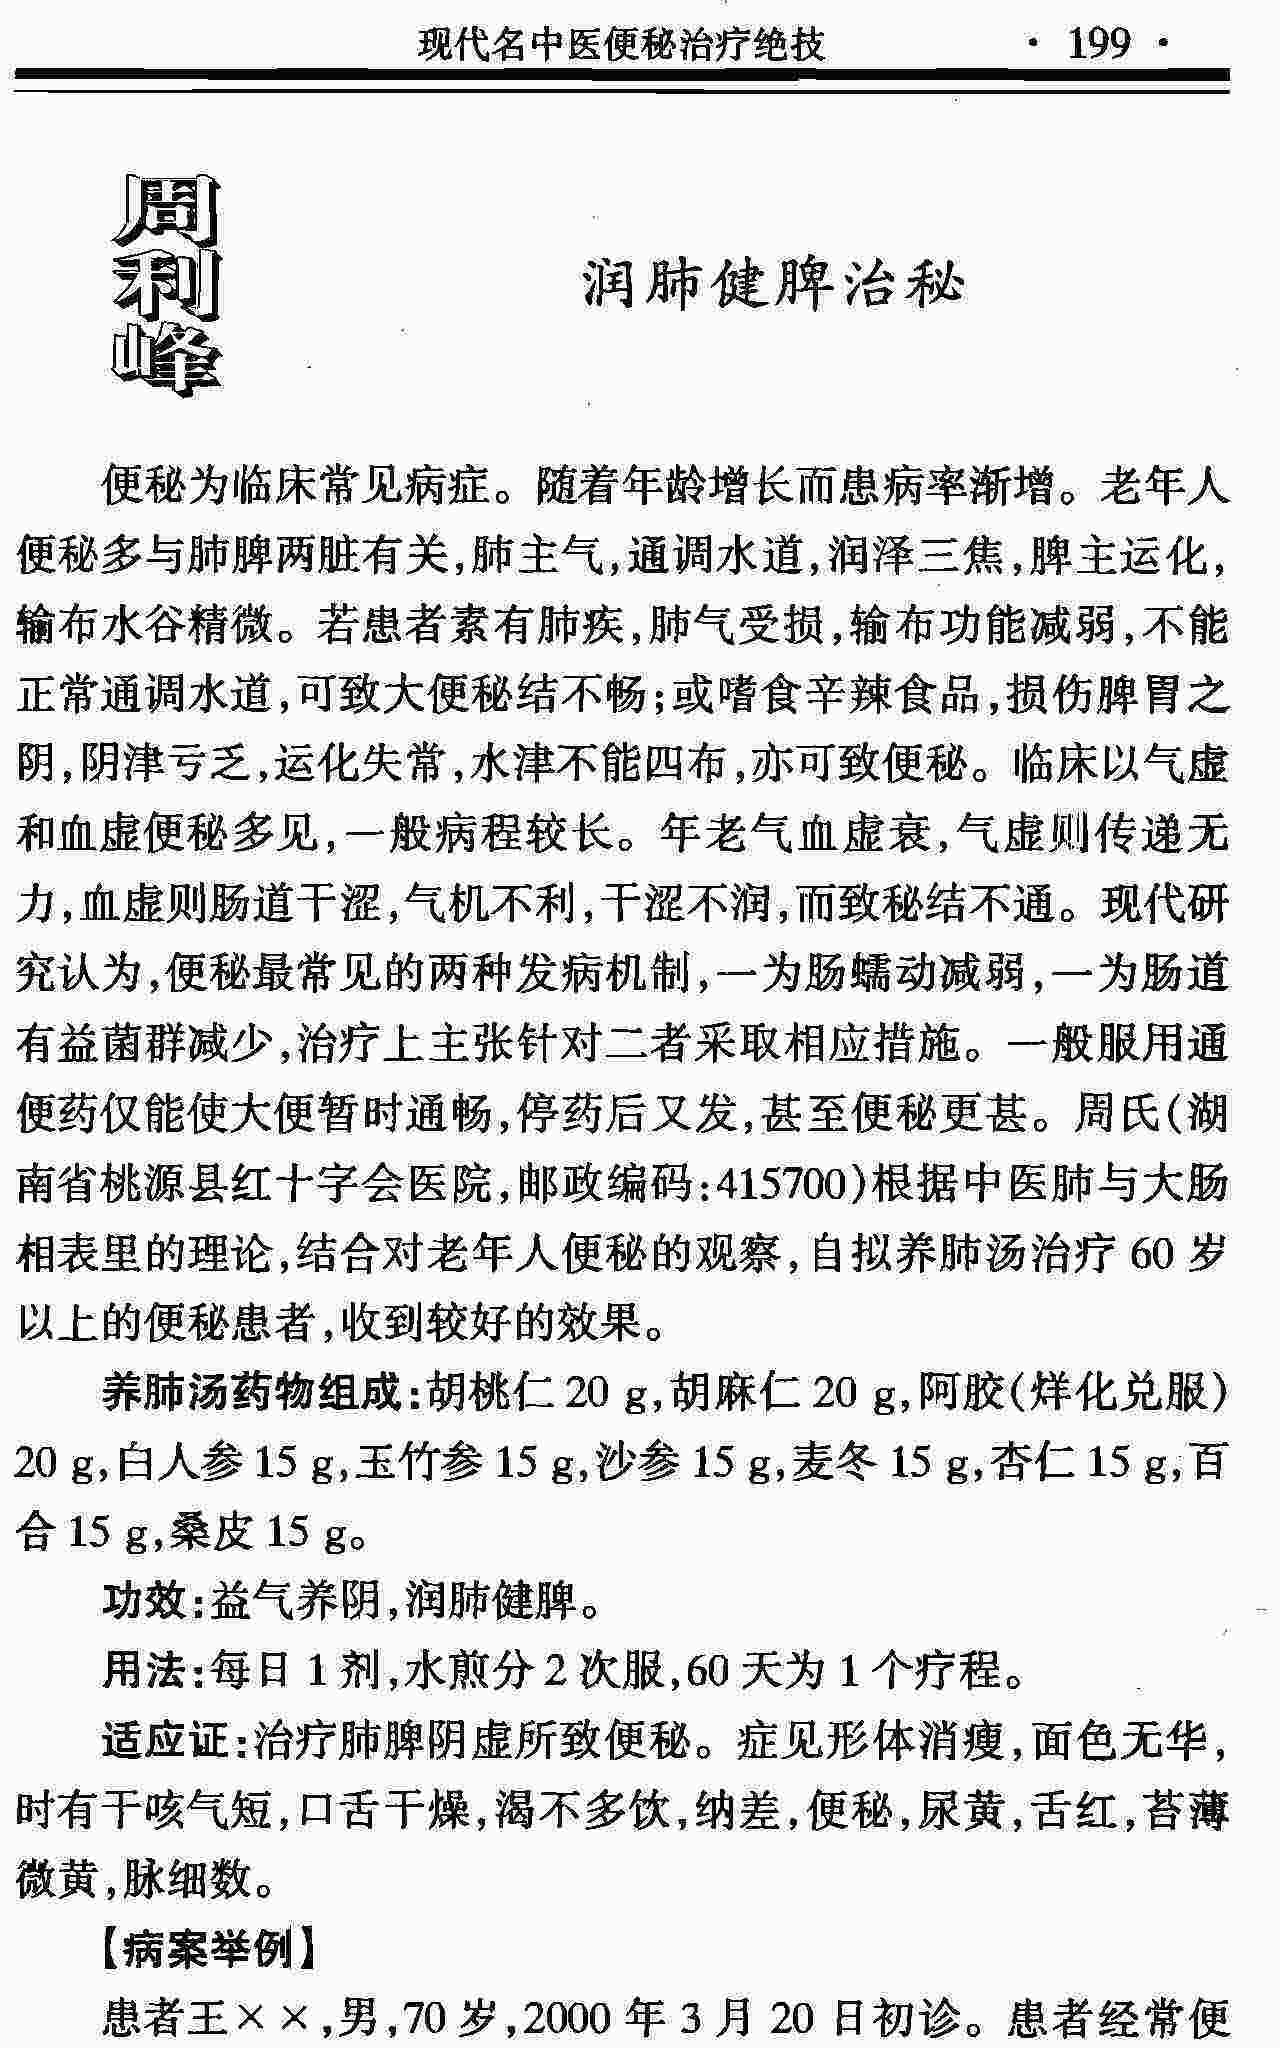 现代名中医便秘治疗绝技 · 199 ·
周利峰
润肺健脾治秘
便秘为临床常见病症。随着年龄增长而患病率渐增。老年人
便秘多与肺脾两脏有关,肺主气,通调水道,润泽三焦,脾主运化,
输布水谷精微。若患者素有肺疾,肺气受损,输布功能减弱,不能
正常通调水道,可致大便秘结不畅;或嗜食辛辣食品,损伤脾胃之
阴,阴津亏乏,运化失常,水津不能四布,亦可致便秘。临床以气虚
和血虚便秘多见,一般病程较长。年老气血虚衰,气虚则传递无
力,血虚则肠道干涩,气机不利,干涩不润,而致秘结不通。现代研
究认为,便秘最常见的两种发病机制,一为肠蠕动减弱,一为肠道
有益菌群减少,治疗上主张针对二者采取相应措施。一般服用通
便药仅能使大便暂时通畅,停药后又发,甚至便秘更甚。周氏(湖
南省桃源县红十字会医院,邮政编码:415700)根据中医肺与大肠
相表里的理论,结合对老年人便秘的观察,自拟养肺汤治疗 60 岁
以上的便秘患者,收到较好的效果。
养肺汤药物组成:胡桃仁 20 g,胡麻仁 20 g,阿胶(烊化兑服)
20 g,白人参 15 g,玉竹参 15 g,沙参 15 g,麦冬 15 g,杏仁 15 g,百
合 15 g,桑皮 15 g。
功效:益气养阴,润肺健脾。
用法:每日 1 剂,水煎分 2 次服,60 天为 1 个疗程。
适应证:治疗肺脾阴虚所致便秘。症见形体消瘦,面色无华,
时有干咳气短,口舌干燥,渴不多饮,纳差,便秘,尿黄,舌红,苔薄
微黄,脉细数。
【病案举例】
患者王××,男,70 岁,2000 年 3 月 20 日初诊。患者经常便